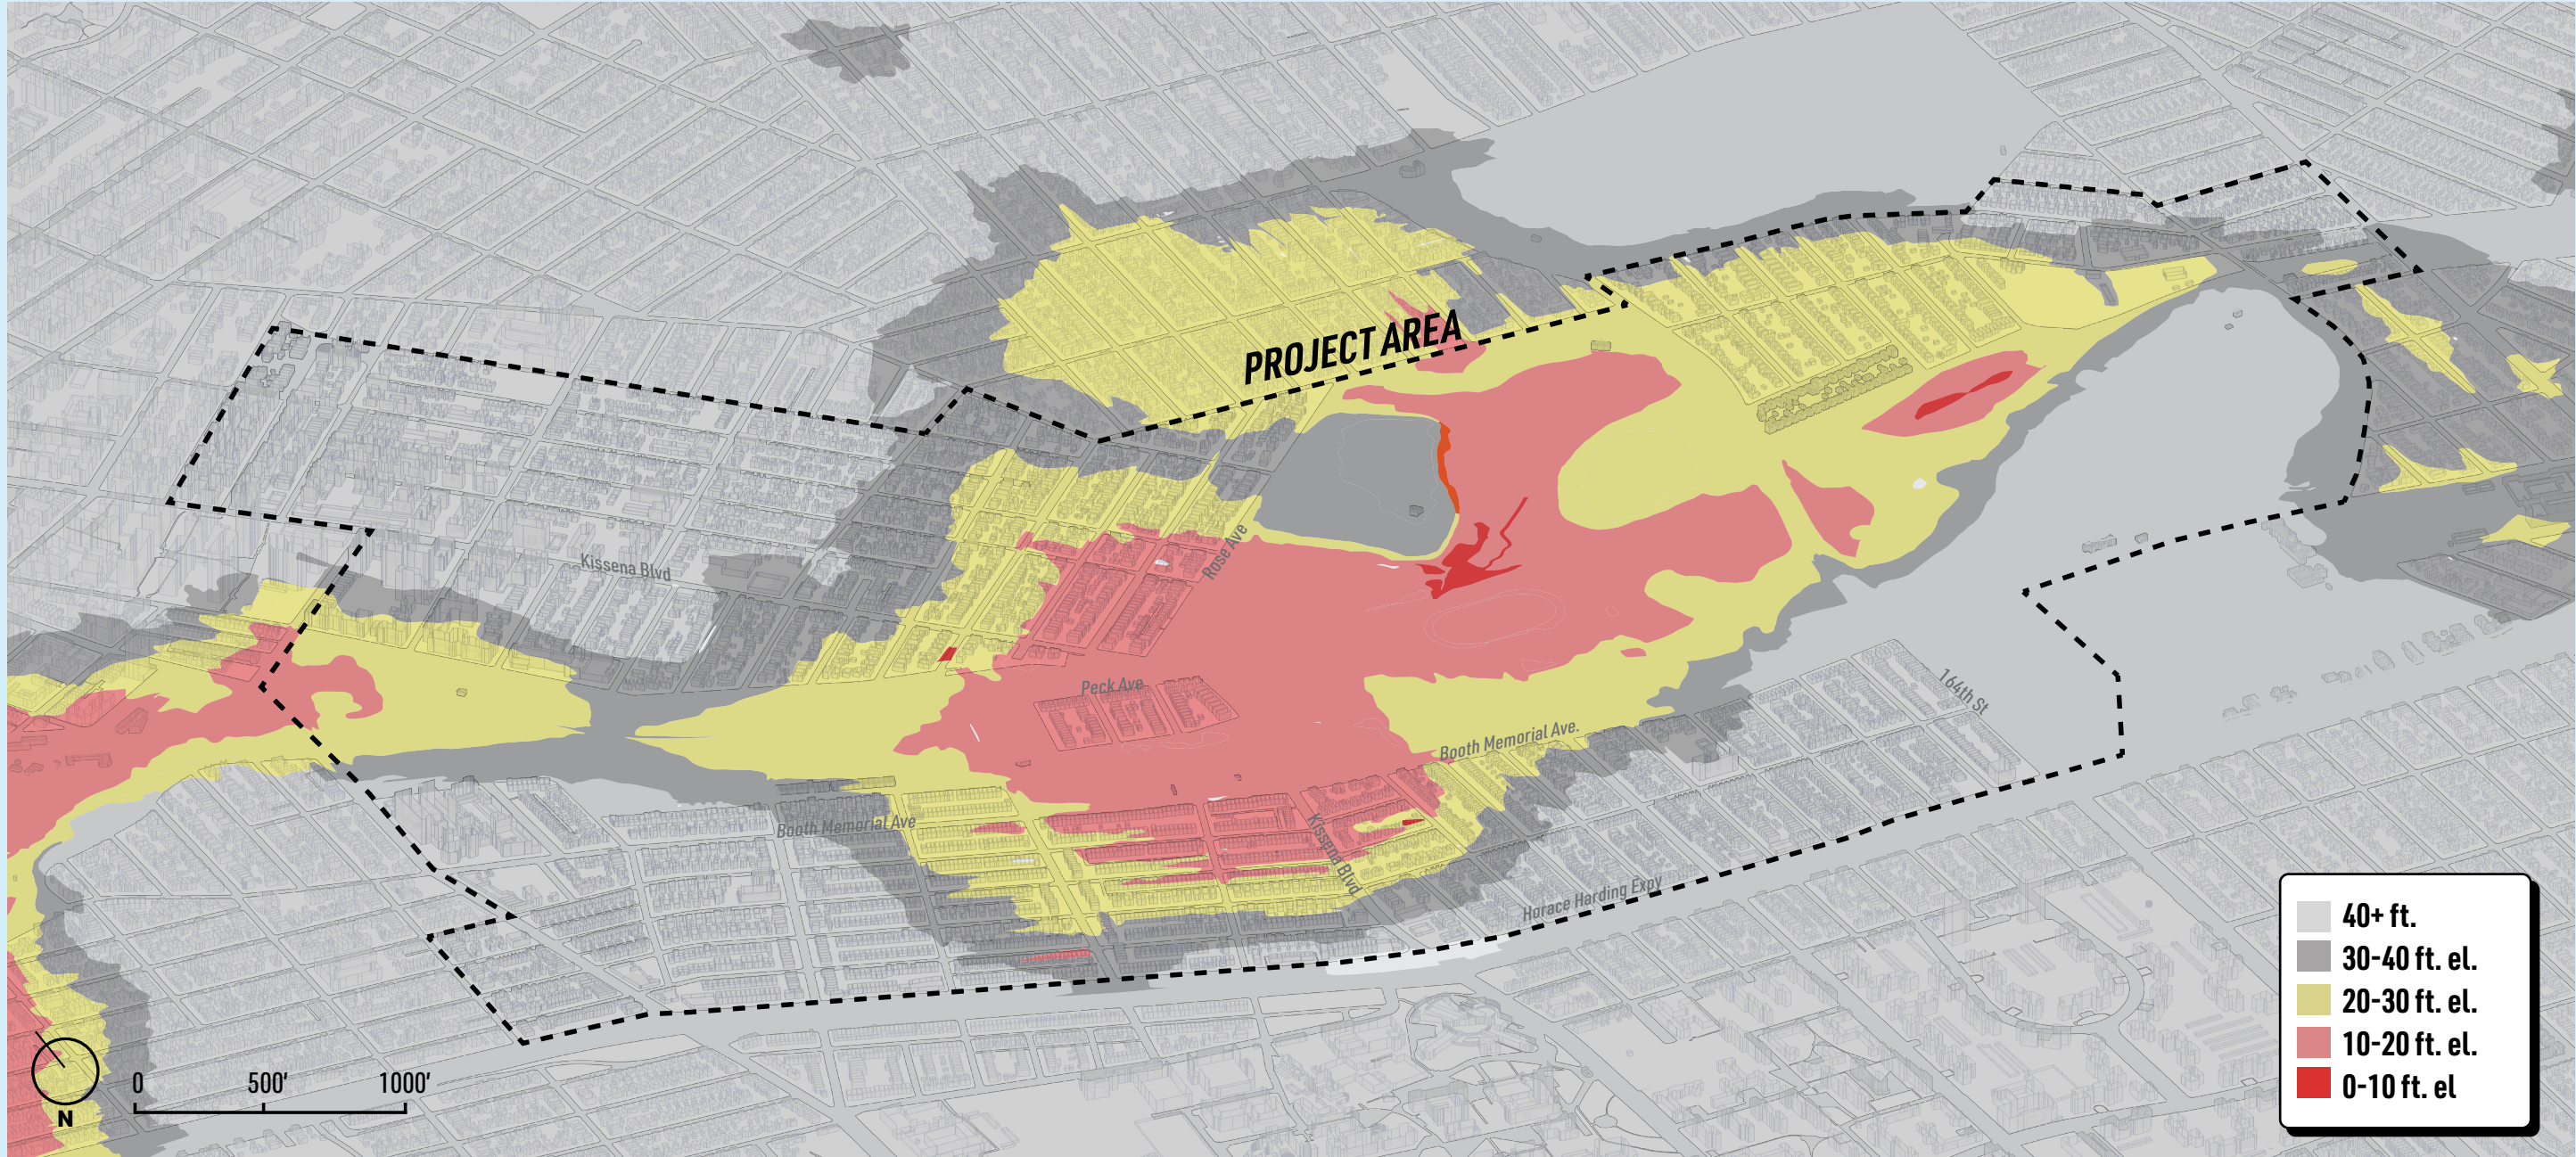 PROJECT AREA
Kissena Blvd
Rose Ave
Peck Ave
164th St
Booth Memorial Ave.
Booth Memorial Ave
Kissena Blvd
Horace Harding Expy
40+ ft.
30-40 ft. el.
20-30 ft. el.
10-20 ft. el.
0-10 ft. el
0 500' 1000'
N